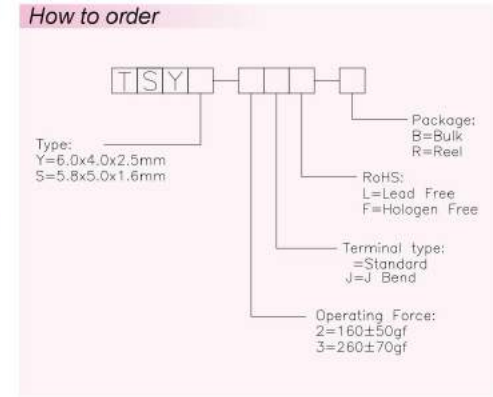 How to order
TSY
Package:
B=Bulk
R=Reel
Type:
Y=6.0x4.0x2.5mm
S=5.8x5.0x1.6mm
RoHS:
L=Lead Free
F=Hologen Free
Terminal type:
=Standard
J=J Bend
Operating Force:
2=160±50gf
3=260±70gf